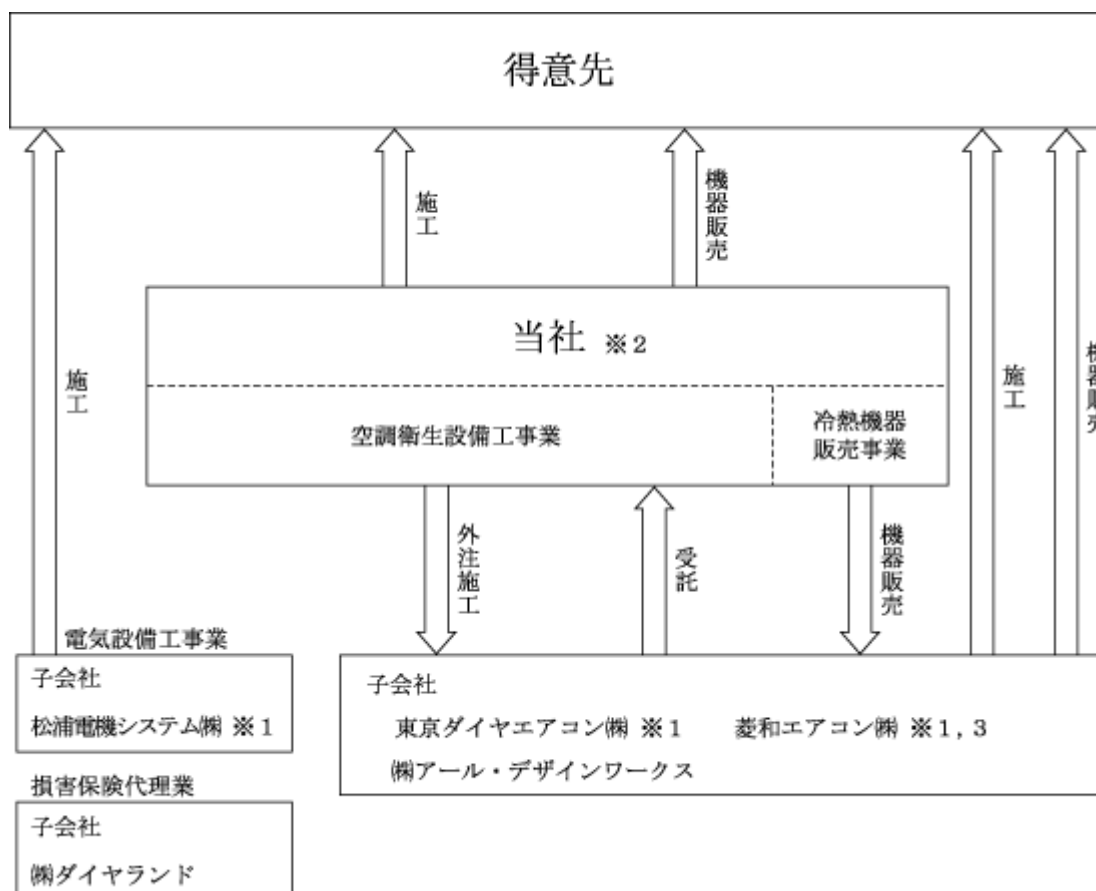 得意先
施工
機器販売
施工
施工
機器販売
当社 ※2
空調衛生設備工事業
冷熱機器
販売事業
外注施工
受託
機器販売
電気設備工事業
子会社
松浦電機システム㈱ ※1
子会社
東京ダイヤエアコン㈱ ※1 菱和エアコン㈱ ※1,3
㈱アール・デザインワークス
損害保険代理業
子会社
㈱ダイヤランド